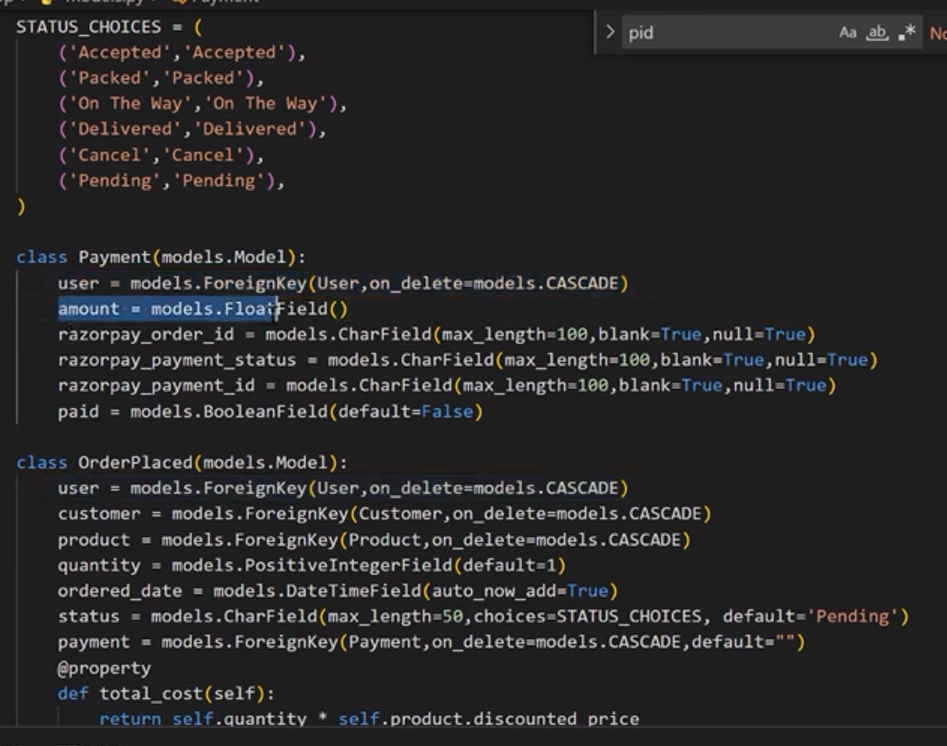 STATUS_CHOICES = (
pid Aa ab .*
('Accepted','Accepted'),
('Packed','Packed'),
('On The Way','On The Way'),
('Delivered','Delivered'),
('Cancel','Cancel'),
('Pending','Pending'),
)
class Payment(models.Model):
user = models.ForeignKey(User,on_delete=models.CASCADE)
amount = models.FloatField()
razorpay_order_id = models.CharField(max_length=100,blank=True,null=True)
razorpay_payment_status = models.CharField(max_length=100,blank=True,null=True)
razorpay_payment_id = models.CharField(max_length=100,blank=True,null=True)
paid = models.BooleanField(default=False)
class OrderPlaced(models.Model):
user = models.ForeignKey(User,on_delete=models.CASCADE)
customer = models.ForeignKey(Customer,on_delete=models.CASCADE)
product = models.ForeignKey(Product,on_delete=models.CASCADE)
quantity = models.PositiveIntegerField(default=1)
ordered_date = models.DateTimeField(auto_now_add=True)
status = models.CharField(max_length=50,choices=STATUS_CHOICES, default='Pending')
payment = models.ForeignKey(Payment,on_delete=models.CASCADE,default="")
@property
def total_cost(self):
return self.quantity * self.product.discounted_price